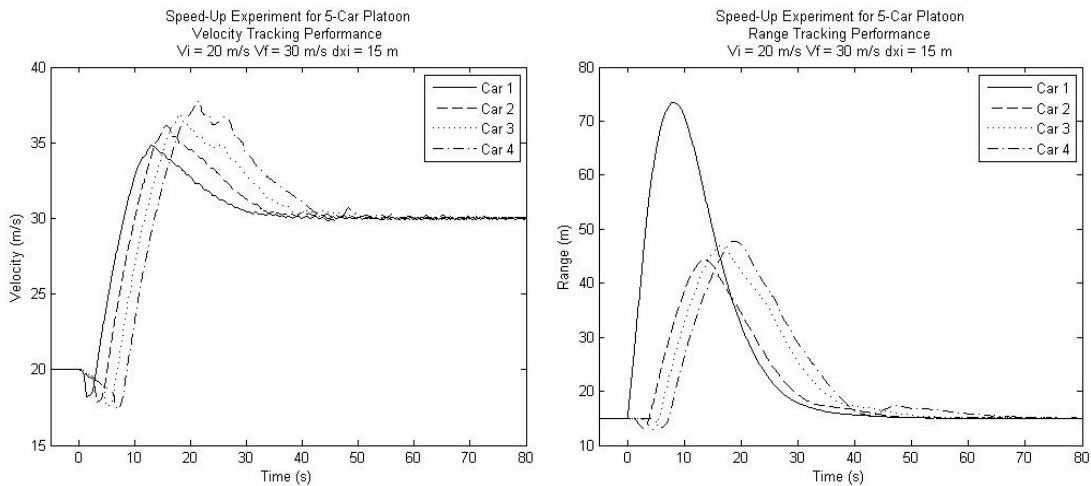 Speed-Up Experiment for 5-Car Platoon
Velocity Tracking Performance
Vi = 20 m/s Vf = 30 m/s dxi = 15 m
40
35
30
25
20
15
Velocity (m/s)
Car 1
Car 2
Car 3
Car 4
0 10 20 30 40 50 60 70 80
Time (s)
Speed-Up Experiment for 5-Car Platoon
Range Tracking Performance
Vi = 20 m/s Vf = 30 m/s dxi = 15 m
80
70
60
50
40
30
20
10
Range (m)
Car 1
Car 2
Car 3
Car 4
0 10 20 30 40 50 60 70 80
Time (s)